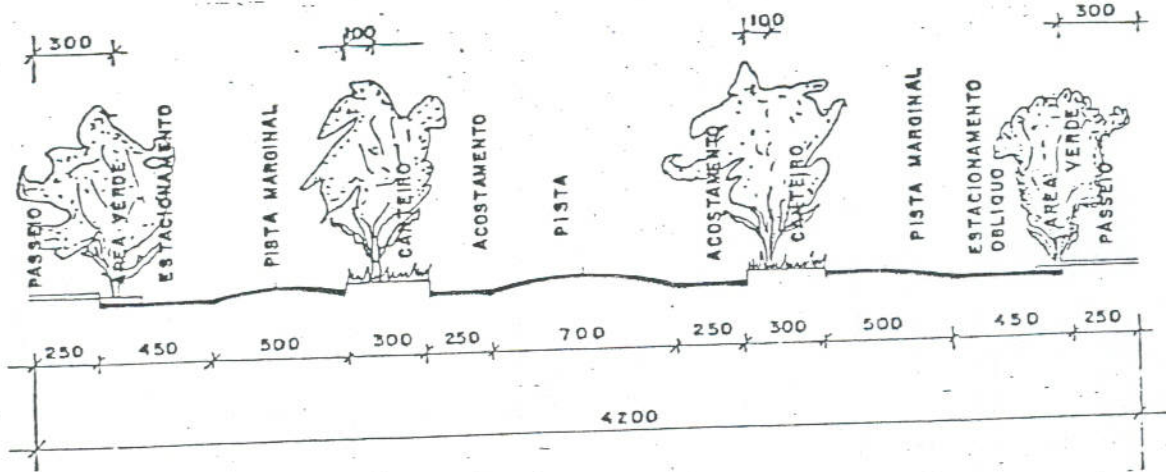 300
100
100
300
PASSEIO
AREA VERDE
ESTACIONAMENTO
PISTA MARGINAL
CANTEIRO
ACOSTAMENTO
PISTA
ACOSTAMENTO
CANTEIRO
PISTA MARGINAL
ESTACIONAMENTO
OBLIQUO
AREA VERDE
PASSEIO
250 450 500 300 250 700 250 300 500 450 250
4200